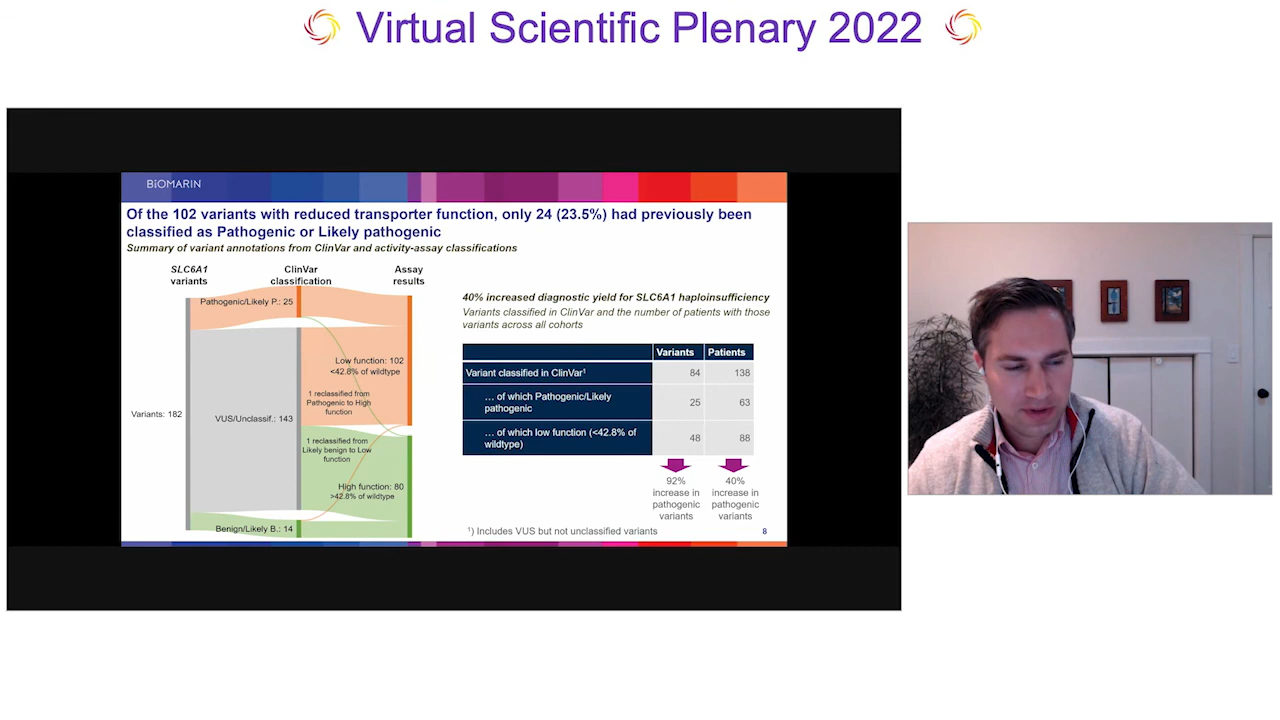 Virtual Scientific Plenary 2022
BIOMARIN
Of the 102 variants with reduced transporter function, only 24 (23.5%) had previously been
classified as Pathogenic or Likely pathogenic
Summary of variant annotations from ClinVar and activity-assay classifications
SLC6A1
variants
ClinVar
classification
Assay
results
Pathogenic/Likely P.: 25
Low function: 102
<42.8% of wildtype
1 reclassified from
Pathogenic to High
function
Variants: 182
VUS/Unclassif.: 143
1 reclassified from
Likely benign to Low
function
High function: 80
>42.8% of wildtype
Benign/Likely B.: 14
40% increased diagnostic yield for SLC6A1 haploinsufficiency
Variants classified in ClinVar and the number of patients with those
variants across all cohorts
Variants Patients
Variant classified in ClinVar¹ 84 138
… of which Pathogenic/Likely
pathogenic 25 63
… of which low function (<42.8% of
wildtype) 48 88
92%
increase in
pathogenic
variants
40%
increase in
pathogenic
variants
¹) Includes VUS but not unclassified variants
8